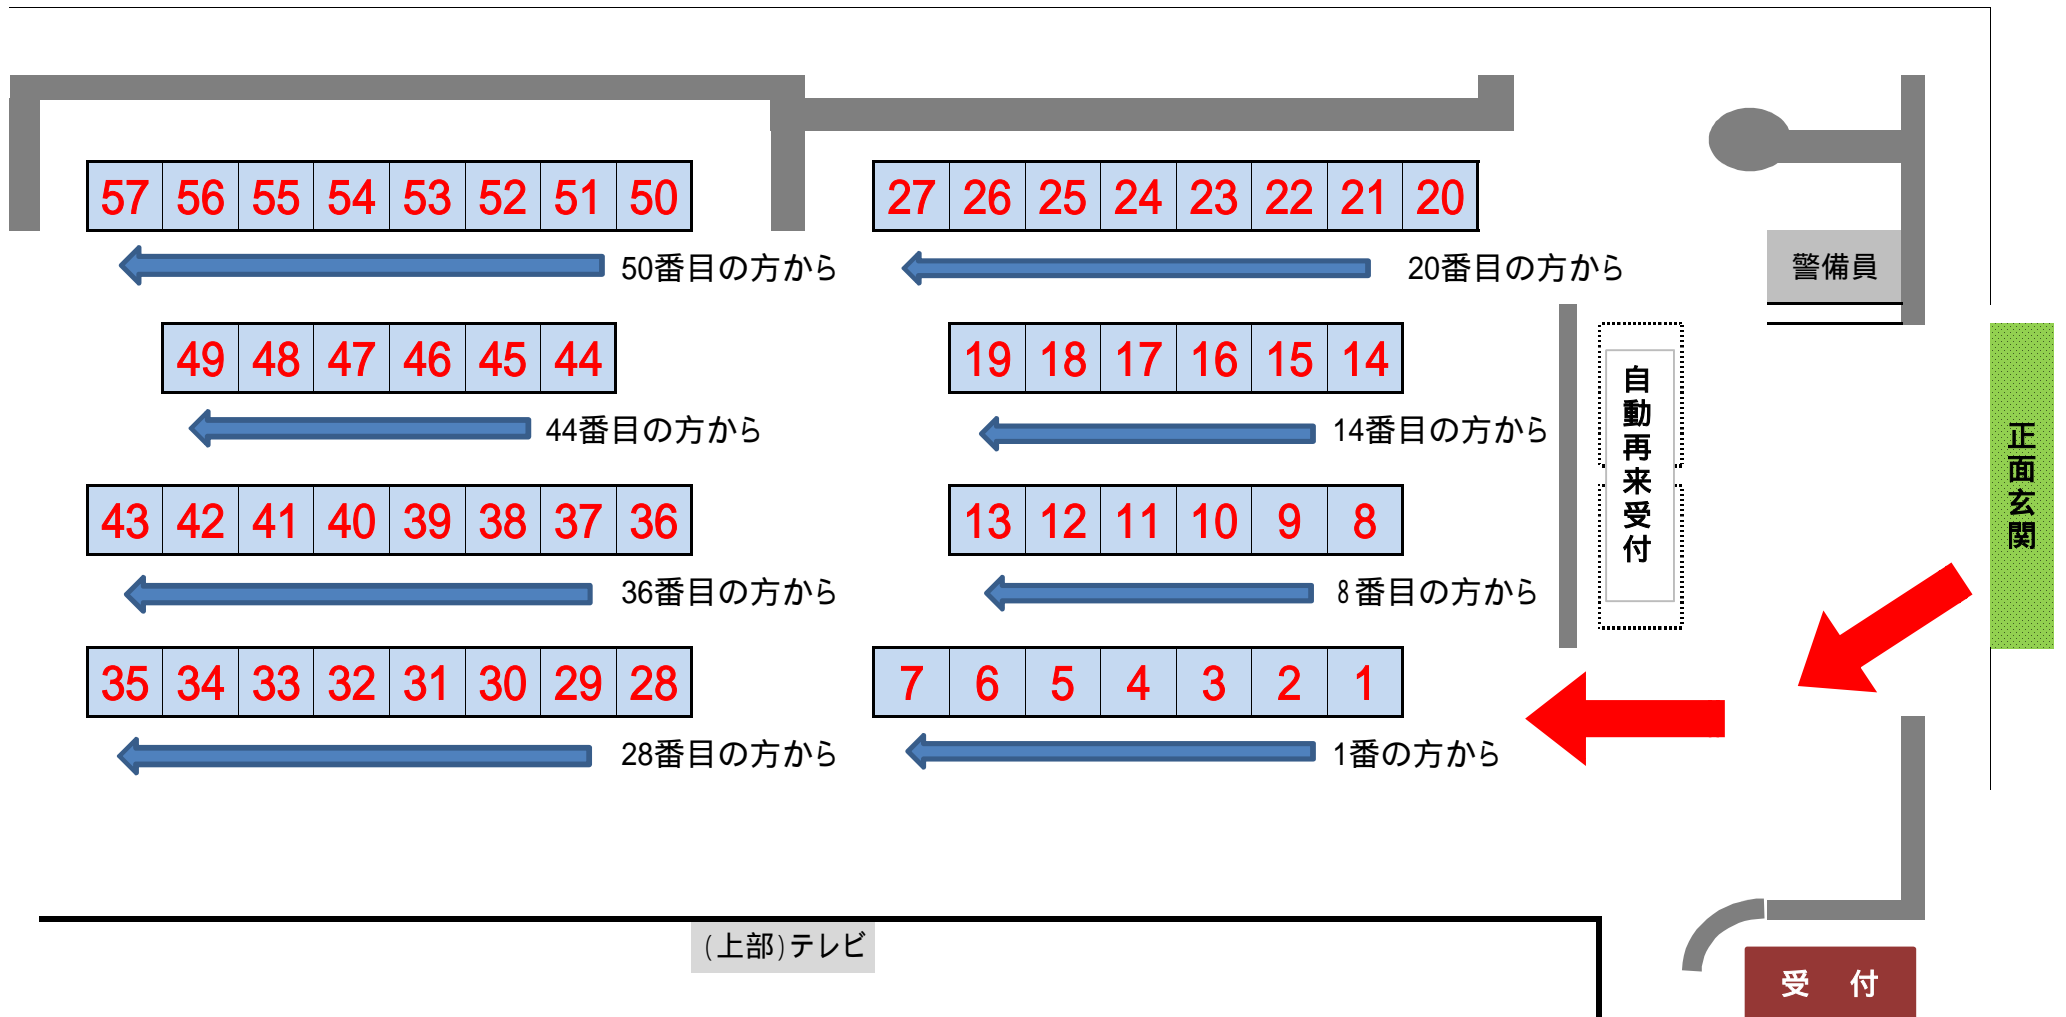 57 56 55 54 53 52 51 50
27 26 25 24 23 22 21 20
50番目の方から
20番目の方から
警備員
49 48 47 46 45 44
19 18 17 16 15 14
44番目の方から
14番目の方から
自動再来受付
正面玄関
43 42 41 40 39 38 37 36
13 12 11 10 9 8
36番目の方から
8番目の方から
35 34 33 32 31 30 29 28
7 6 5 4 3 2 1
28番目の方から
1番の方から
(上部)テレビ
受 付